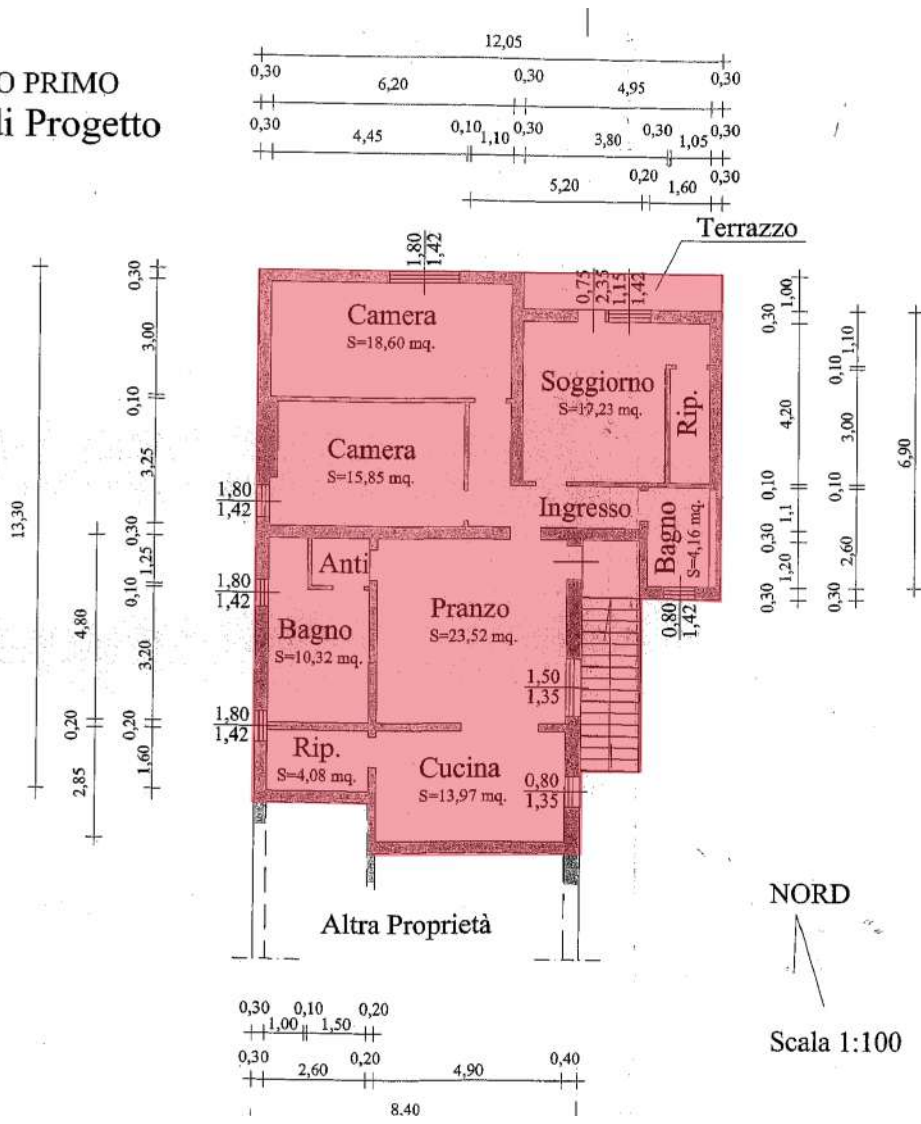 O PRIMO
di Progetto
12,05
0,30 0,30 0,30
6,20 4,95
0,30 4,45 0,10 1,10 0,30 3,80 0,30 1,05 0,30
5,20 0,20 1,60 0,30
Terrazzo
1,80
1,42
0,75
2,35
1,15
1,42
Camera
S=18,60 mq.
Soggiorno
S=17,23 mq.
Rip.
Camera
S=15,85 mq.
1,80
1,42
Ingresso
Bagno
S=4,16 mq.
0,80
1,42
Anti
1,80
1,42
Bagno
S=10,32 mq.
Pranzo
S=23,52 mq.
1,50
1,35
1,80
1,42
Rip.
S=4,08 mq.
Cucina
S=13,97 mq.
0,80
1,35
13,30
4,80
0,20
2,85
0,30
3,00
0,10
3,25
0,30
1,25
0,10
3,20
0,20
1,60
1,00
0,30
4,20
0,10
1,1
0,30
1,20
0,30
1,10
0,10
3,00
0,10
2,60
0,30
6,90
Altra Proprietà
NORD
Scala 1:100
0,30 0,10 0,20
1,00 1,50
0,30 0,20 0,40
2,60 4,90
8,40